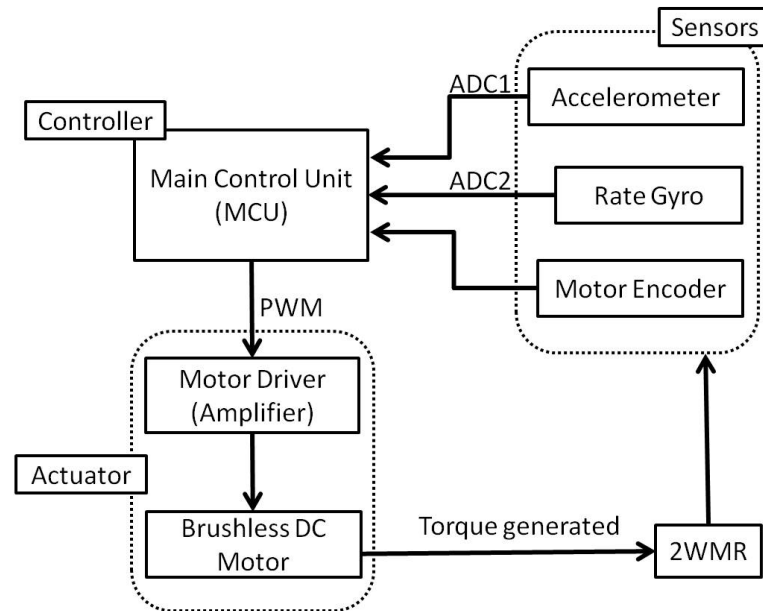 Sensors
ADC1
Accelerometer
Controller
Main Control Unit
(MCU)
ADC2
Rate Gyro
Motor Encoder
PWM
Motor Driver
(Amplifier)
Actuator
Brushless DC
Motor
Torque generated
2WMR